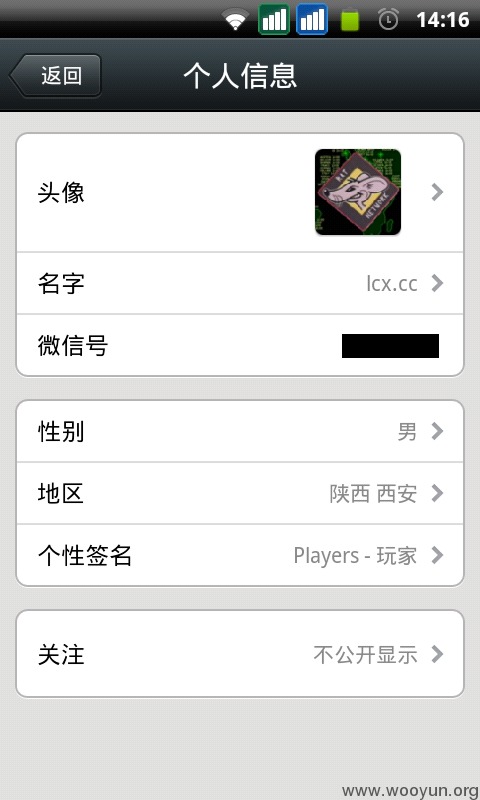 14:16
返回
个人信息
头像
RAT
NETWORK
名字 lcx.cc
微信号
性别 男
地区 陕西 西安
个性签名 Players - 玩家
关注 不公开显示
www.wooyun.org